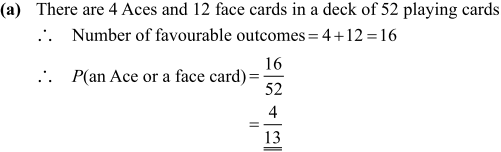 (a) There are 4 Aces and 12 face cards in a deck of 52 playing cards
∴ Number of favourable outcomes = 4 + 12 = 16
∴ P(an Ace or a face card) = 16/52
= 4/13